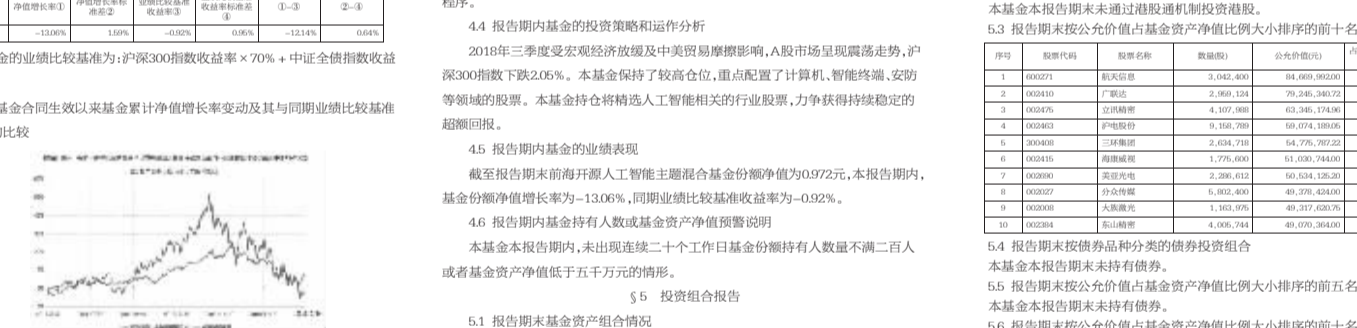 净值增长率① 净值增长率标准差② 业绩比较基准收益率③ 收益率标准差④ ①-③ ②-④
-13.06% 1.59% -0.92% 0.95% -12.14% 0.64%
金的业绩比较基准为:沪深300指数收益率×70%+中证全债指数收益
基金合同生效以来基金累计净值增长率变动及其与同期业绩比较基准
的比较
程序。
4.4 报告期内基金的投资策略和运作分析
2018年三季度受宏观经济放缓及中美贸易摩擦影响,A股市场呈现震荡走势,沪
深300指数下跌2.05%。本基金保持了较高仓位,重点配置了计算机、智能终端、安防
等领域的股票。本基金持仓将精选人工智能相关的行业股票,力争获得持续稳定的
超额回报。
4.5 报告期内基金的业绩表现
截至报告期末前海开源人工智能主题混合基金份额净值为0.972元,本报告期内,
基金份额净值增长率为-13.06%,同期业绩比较基准收益率为-0.92%。
4.6 报告期内基金持有人数或基金资产净值预警说明
本基金本报告期内,未出现连续二十个工作日基金份额持有人数量不满二百人
或者基金资产净值低于五千万元的情形。
§5 投资组合报告
5.1 报告期末基金资产组合情况
本基金本报告期末未通过港股通机制投资港股。
5.3 报告期末按公允价值占基金资产净值比例大小排序的前十名
序号 股票代码 股票名称 数量(股) 公允价值(元)
1 600271 航天信息 3,042,400 84,669,992.00
2 002410 广联达 2,959,124 79,245,340.72
3 002475 立讯精密 4,107,988 63,345,174.96
4 002463 沪电股份 9,158,789 59,074,189.05
5 300408 三环集团 2,634,718 54,775,787.22
6 002415 海康威视 1,775,600 51,030,744.00
7 002690 美亚光电 2,286,612 50,534,125.20
8 002027 分众传媒 5,802,400 49,378,424.00
9 002008 大族激光 1,163,975 49,317,620.75
10 002384 东山精密 4,005,744 49,070,364.00
5.4 报告期末按债券品种分类的债券投资组合
本基金本报告期末未持有债券。
5.5 报告期末按公允价值占基金资产净值比例大小排序的前五名
本基金本报告期末未持有债券。
5.6 报告期末按公允价值占基金资产净值比例大小排序的前十名